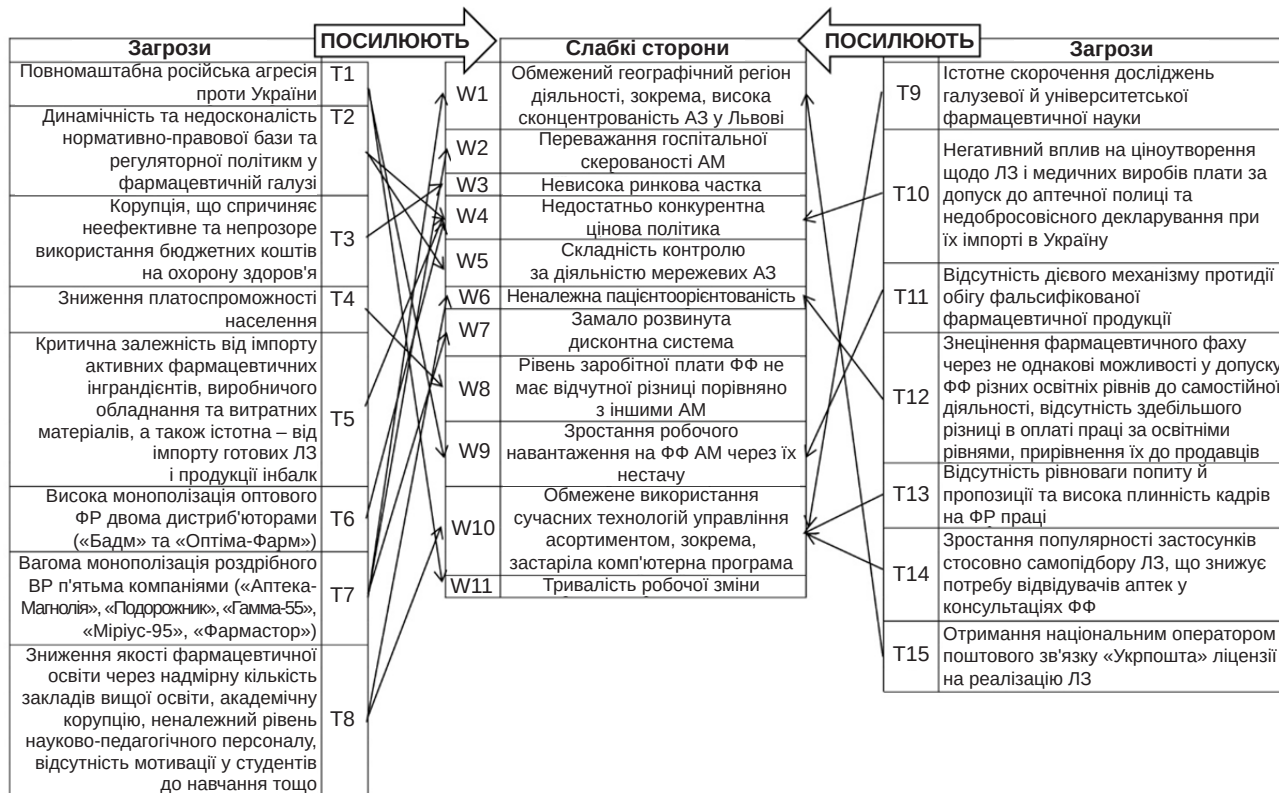 ПОСИЛЮЮТЬ
ПОСИЛЮЮТЬ
Загрози
Повномаштабна російська агресія
проти України
T1
Динамічність та недосконалість
нормативно-правової бази та
регуляторної політикм у
фармацевтичній галузі
T2
Корупція, що спричиняє
неефективне та непрозоре
використання бюджетних коштів
на охорону здоров'я
T3
Зниження платоспроможності
населення
T4
Критична залежність від імпорту
активних фармацевтичних
інграндієнтів, виробничого
обладнання та витратних
матеріалів, а також істотна – від
імпорту готових ЛЗ
і продукції інбалк
T5
Висока монополізація оптового
ФР двома дистриб'юторами
(«Бадм» та «Оптіма-Фарм»)
T6
Вагома монополізація роздрібного
ВР п'ятьма компаніями («Аптека-
Магнолія», «Подорожник», «Гамма-55»,
«Міріус-95», «Фармастор»)
T7
Зниження якості фармацевтичної
освіти через надмірну кількість
закладів вищої освіти, академічну
корупцію, неналежний рівень
науково-педагогічного персоналу,
відсутність мотивації у студентів
до навчання тощо
T8
Слабкі сторони
W1
Обмежений географічний регіон
діяльності, зокрема, висока
сконцентрованість АЗ у Львові
W2
Переважання госпітальної
скерованості АМ
W3
Невисока ринкова частка
W4
Недостатньо конкурентна
цінова політика
W5
Складність контролю
за діяльністю мережевих АЗ
W6
Неналежна пацієнтоорієнтованість
W7
Замало розвинута
дисконтна система
W8
Рівень заробітної плати ФФ не
має відчутної різниці порівняно
з іншими АМ
W9
Зростання робочого
навантаження на ФФ АМ через їх
нестачу
W10
Обмежене використання
сучасних технологій управління
асортиментом, зокрема,
застаріла комп'ютерна програма
W11
Тривалість робочої зміни
Загрози
T9
Істотне скорочення досліджень
галузевої й університетської
фармацевтичної науки
T10
Негативний вплив на ціноутворення
щодо ЛЗ і медичних виробів плати за
допуск до аптечної полиці та
недобросовісного декларування при
їх імпорті в Україну
T11
Відсутність дієвого механізму протидії
обігу фальсифікованої
фармацевтичної продукції
T12
Знецінення фармацевтичного фаху
через не однакові можливості у допуску
ФФ різних освітніх рівнів до самостійної
діяльності, відсутність здебільшого
різниці в оплаті праці за освітніми
рівнями, прирівнення їх до продавців
T13
Відсутність рівноваги попиту й
пропозиції та висока плинність кадрів
на ФР праці
T14
Зростання популярності застосунків
стосовно самопідбору ЛЗ, що знижує
потребу відвідувачів аптек у
консультаціях ФФ
T15
Отримання національним оператором
поштового зв'язку «Укрпошта» ліцензії
на реалізацію ЛЗ